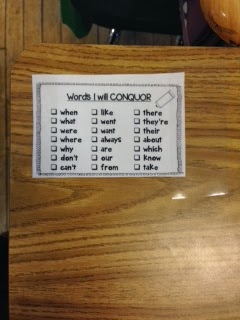 Words I will CONQUOR
☐ when ☐ like ☐ there
☐ what ☐ went ☐ they're
☐ were ☐ want ☐ their
☐ where ☐ always ☐ about
☐ why ☐ are ☐ which
☐ don't ☐ our ☐ know
☐ can't ☐ from ☐ take